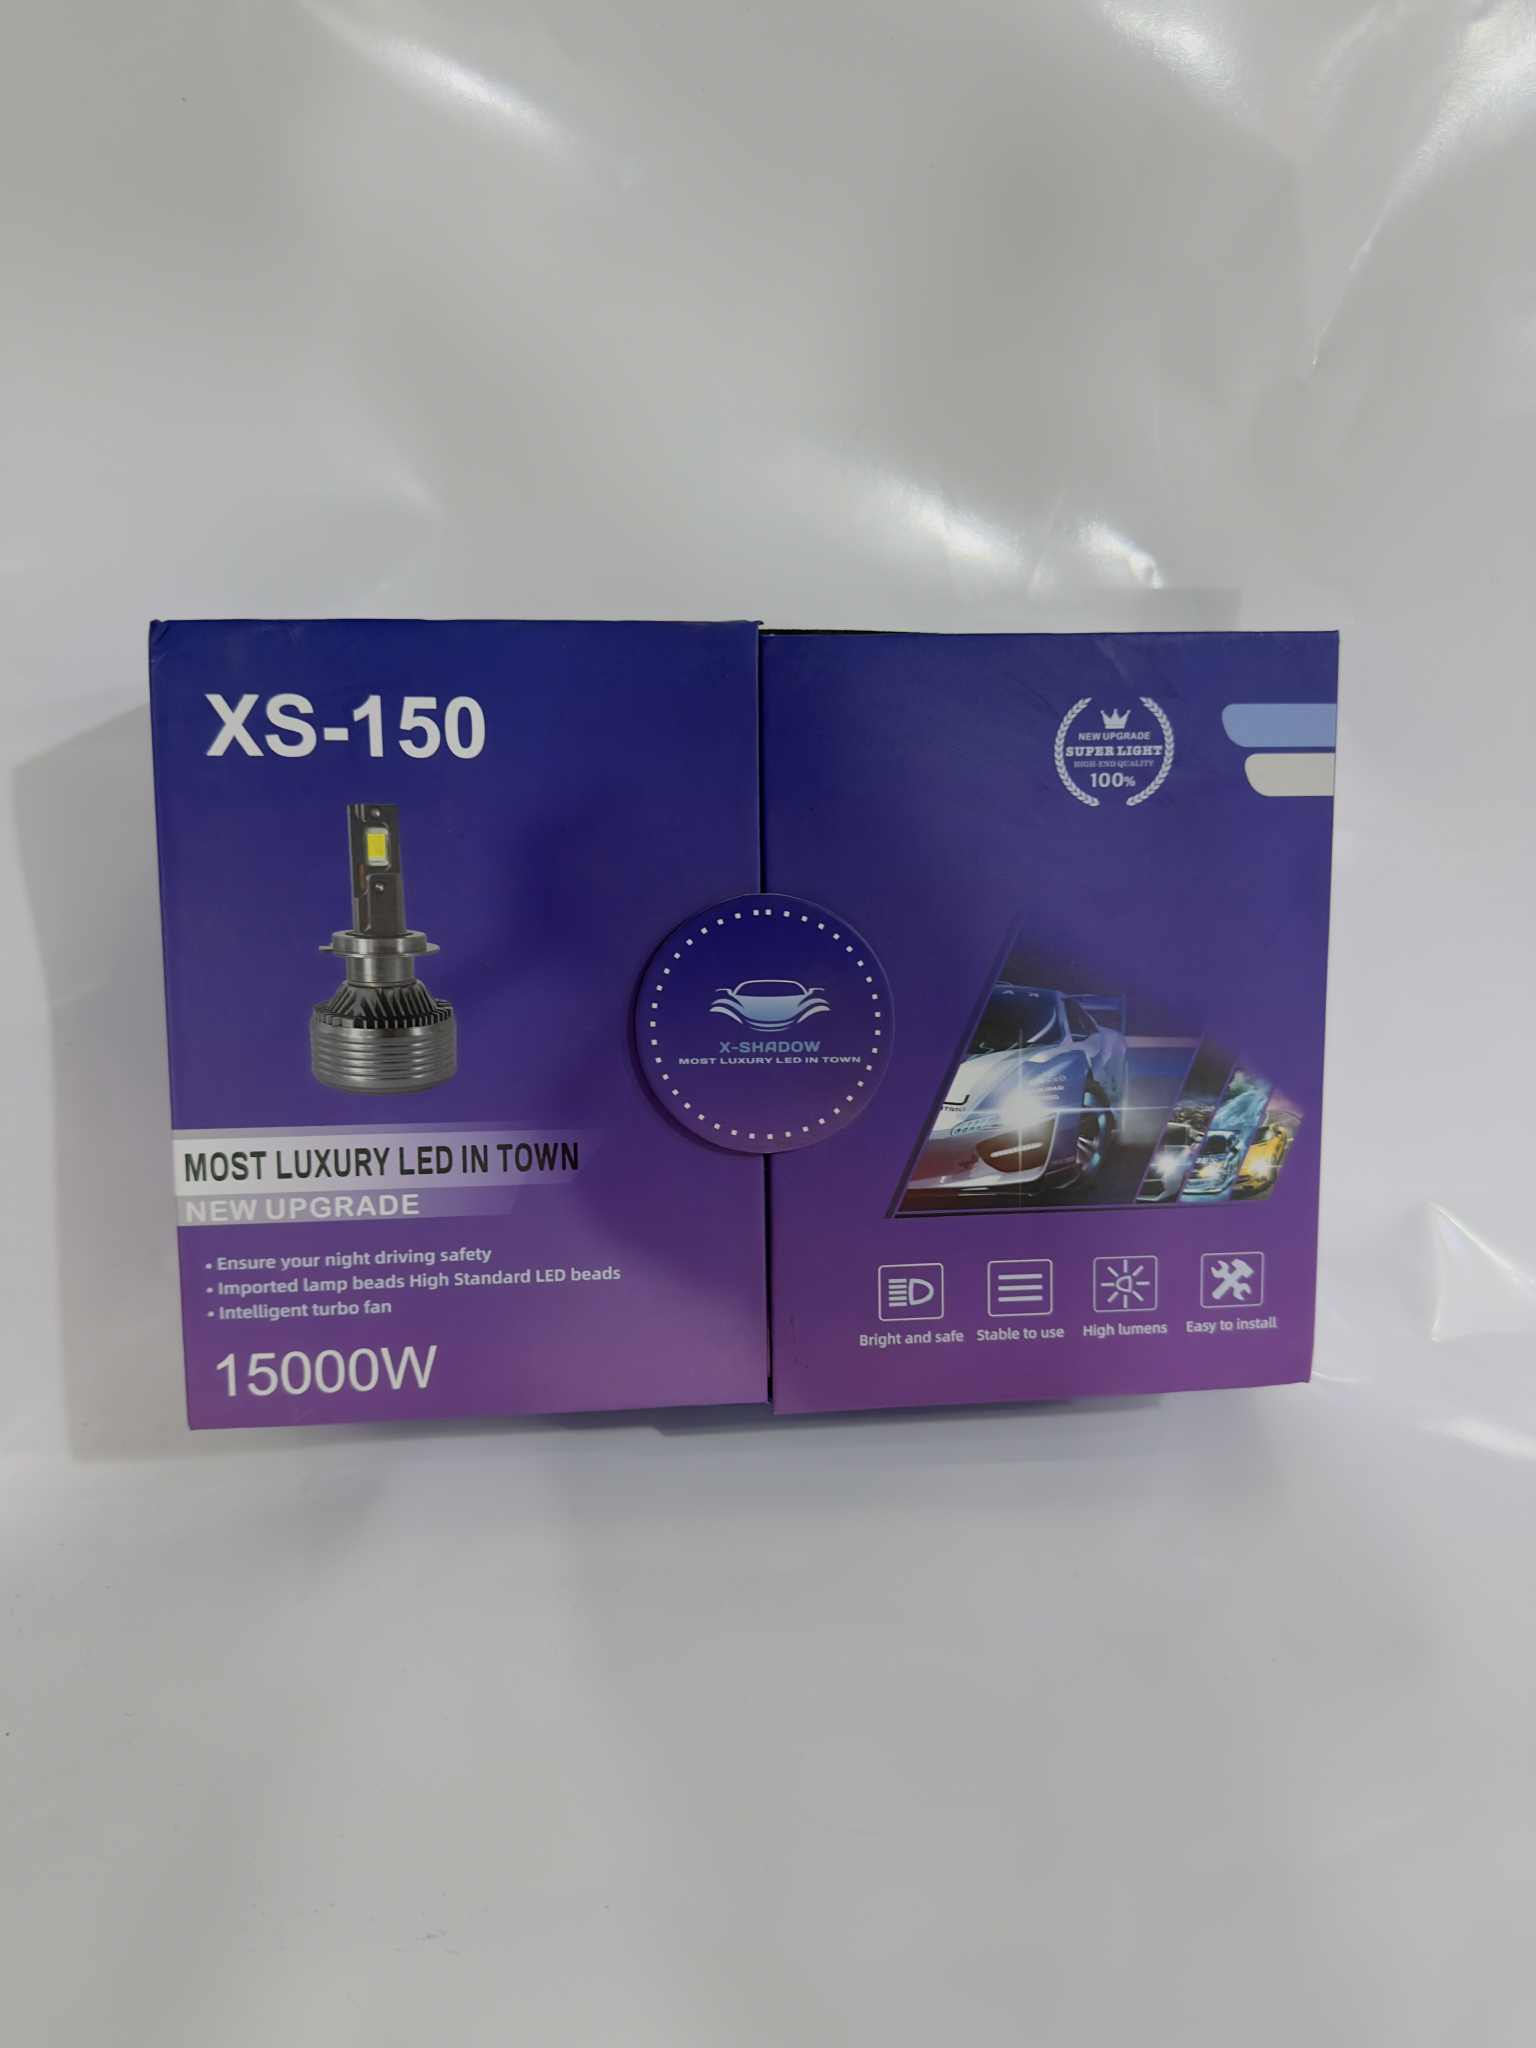 XS-150
MOST LUXURY LED IN TOWN
NEW UPGRADE
• Ensure your night driving safety
• Imported lamp beads High Standard LED beads
• Intelligent turbo fan
15000W
X-SHADOW
MOST LUXURY LED IN TOWN
NEW UPGRADE
SUPER LIGHT
HIGH-END QUALITY
100%
Bright and safe
Stable to use
High lumens
Easy to install